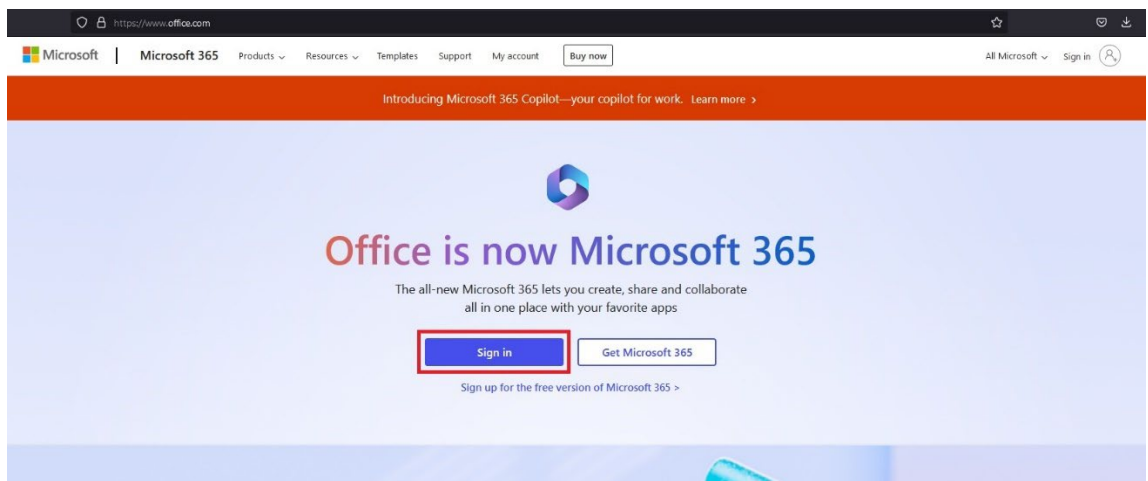 https://www.office.com
Microsoft Microsoft 365 Products Resources Templates Support My account Buy now All Microsoft Sign in
Introducing Microsoft 365 Copilot—your copilot for work. Learn more >
Office is now Microsoft 365
The all-new Microsoft 365 lets you create, share and collaborate
all in one place with your favorite apps
Sign in Get Microsoft 365
Sign up for the free version of Microsoft 365 >